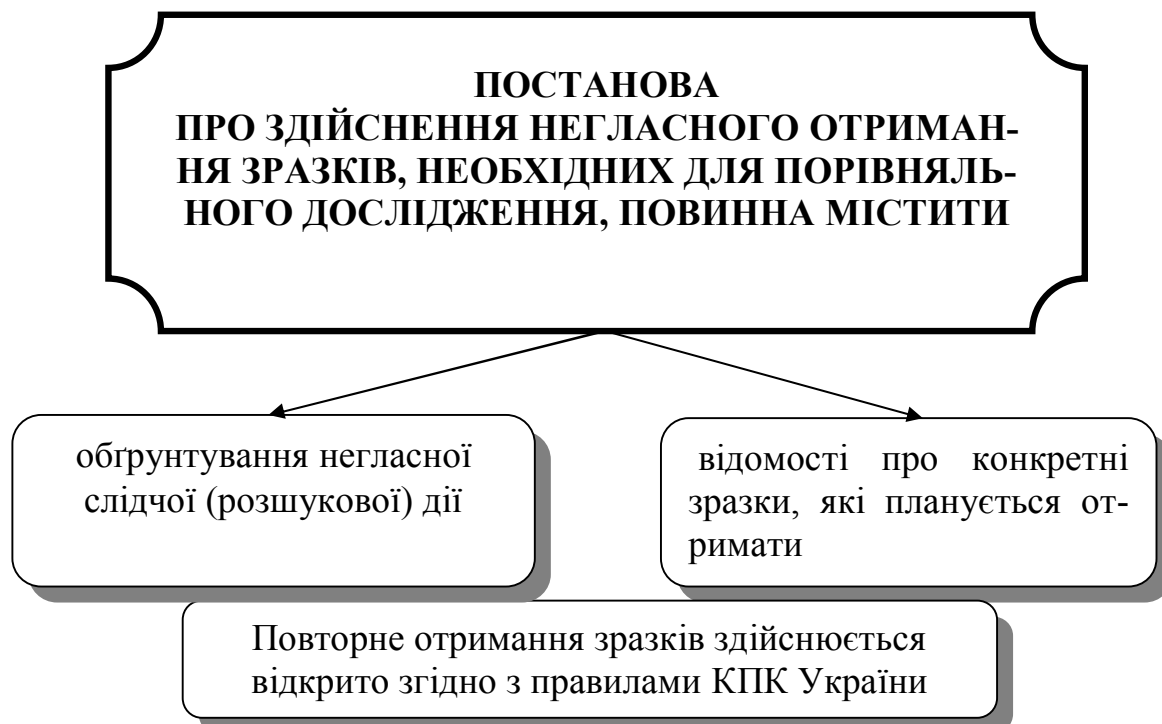 ПОСТАНОВА
ПРО ЗДІЙСНЕННЯ НЕГЛАСНОГО ОТРИМАН-
НЯ ЗРАЗКІВ, НЕОБХІДНИХ ДЛЯ ПОРІВНЯЛЬ-
НОГО ДОСЛІДЖЕННЯ, ПОВИННА МІСТИТИ
обґрунтування негласної
слідчої (розшукової) дії
відомості про конкретні
зразки, які планується от-
римати
Повторне отримання зразків здійснюється
відкрито згідно з правилами КПК України